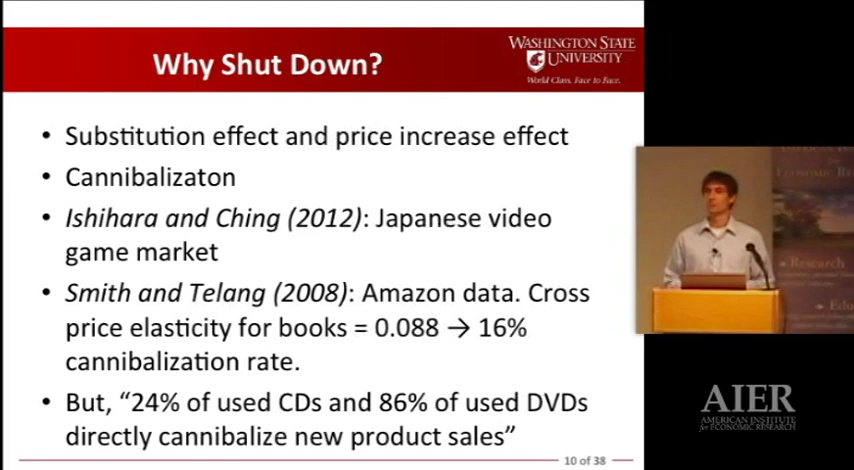 Why Shut Down?
WASHINGTON STATE
UNIVERSITY
World Class. Face to Face.
• Substitution effect and price increase effect
• Cannibalizaton
• Ishihara and Ching (2012): Japanese video
game market
• Smith and Telang (2008): Amazon data. Cross
price elasticity for books = 0.088 → 16%
cannibalization rate.
• But, “24% of used CDs and 86% of used DVDs
directly cannibalize new product sales”
10 of 38
Research
AIER
AMERICAN INSTITUTE
for ECONOMIC RESEARCH